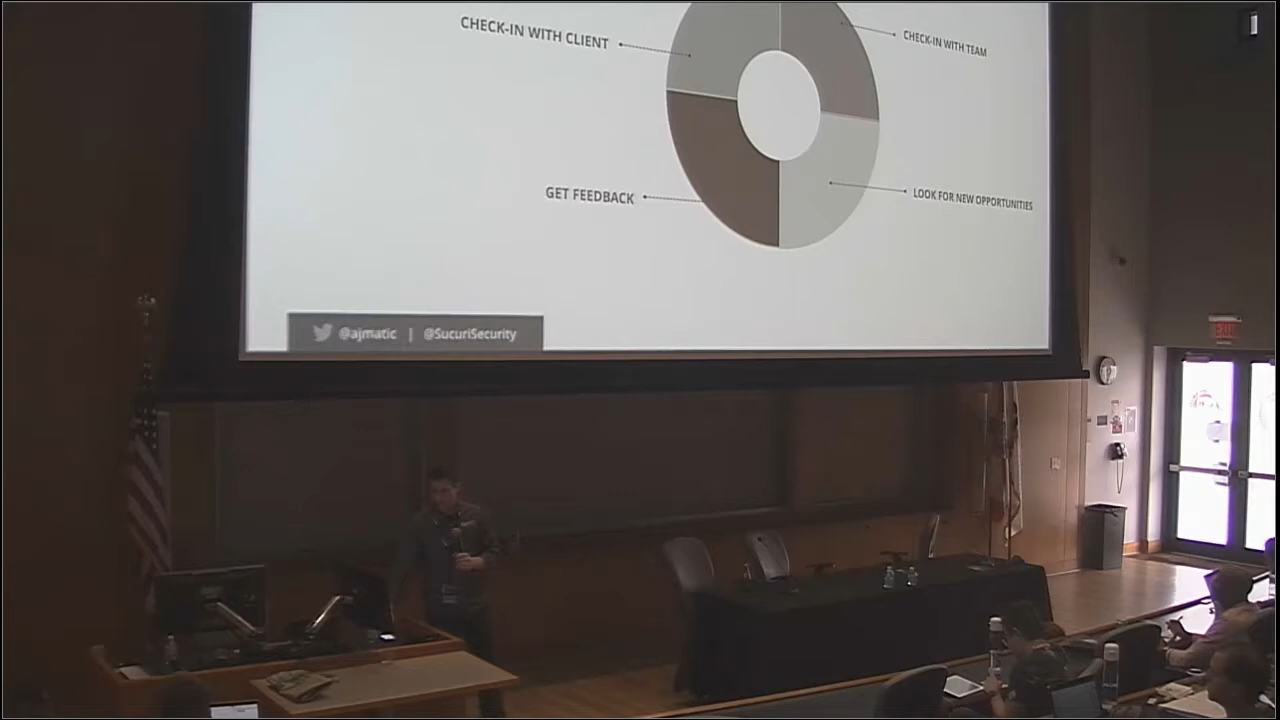 CHECK-IN WITH CLIENT
CHECK-IN WITH TEAM
GET FEEDBACK
LOOK FOR NEW OPPORTUNITIES
@ajmatic | @SucuriSecurity
EXIT